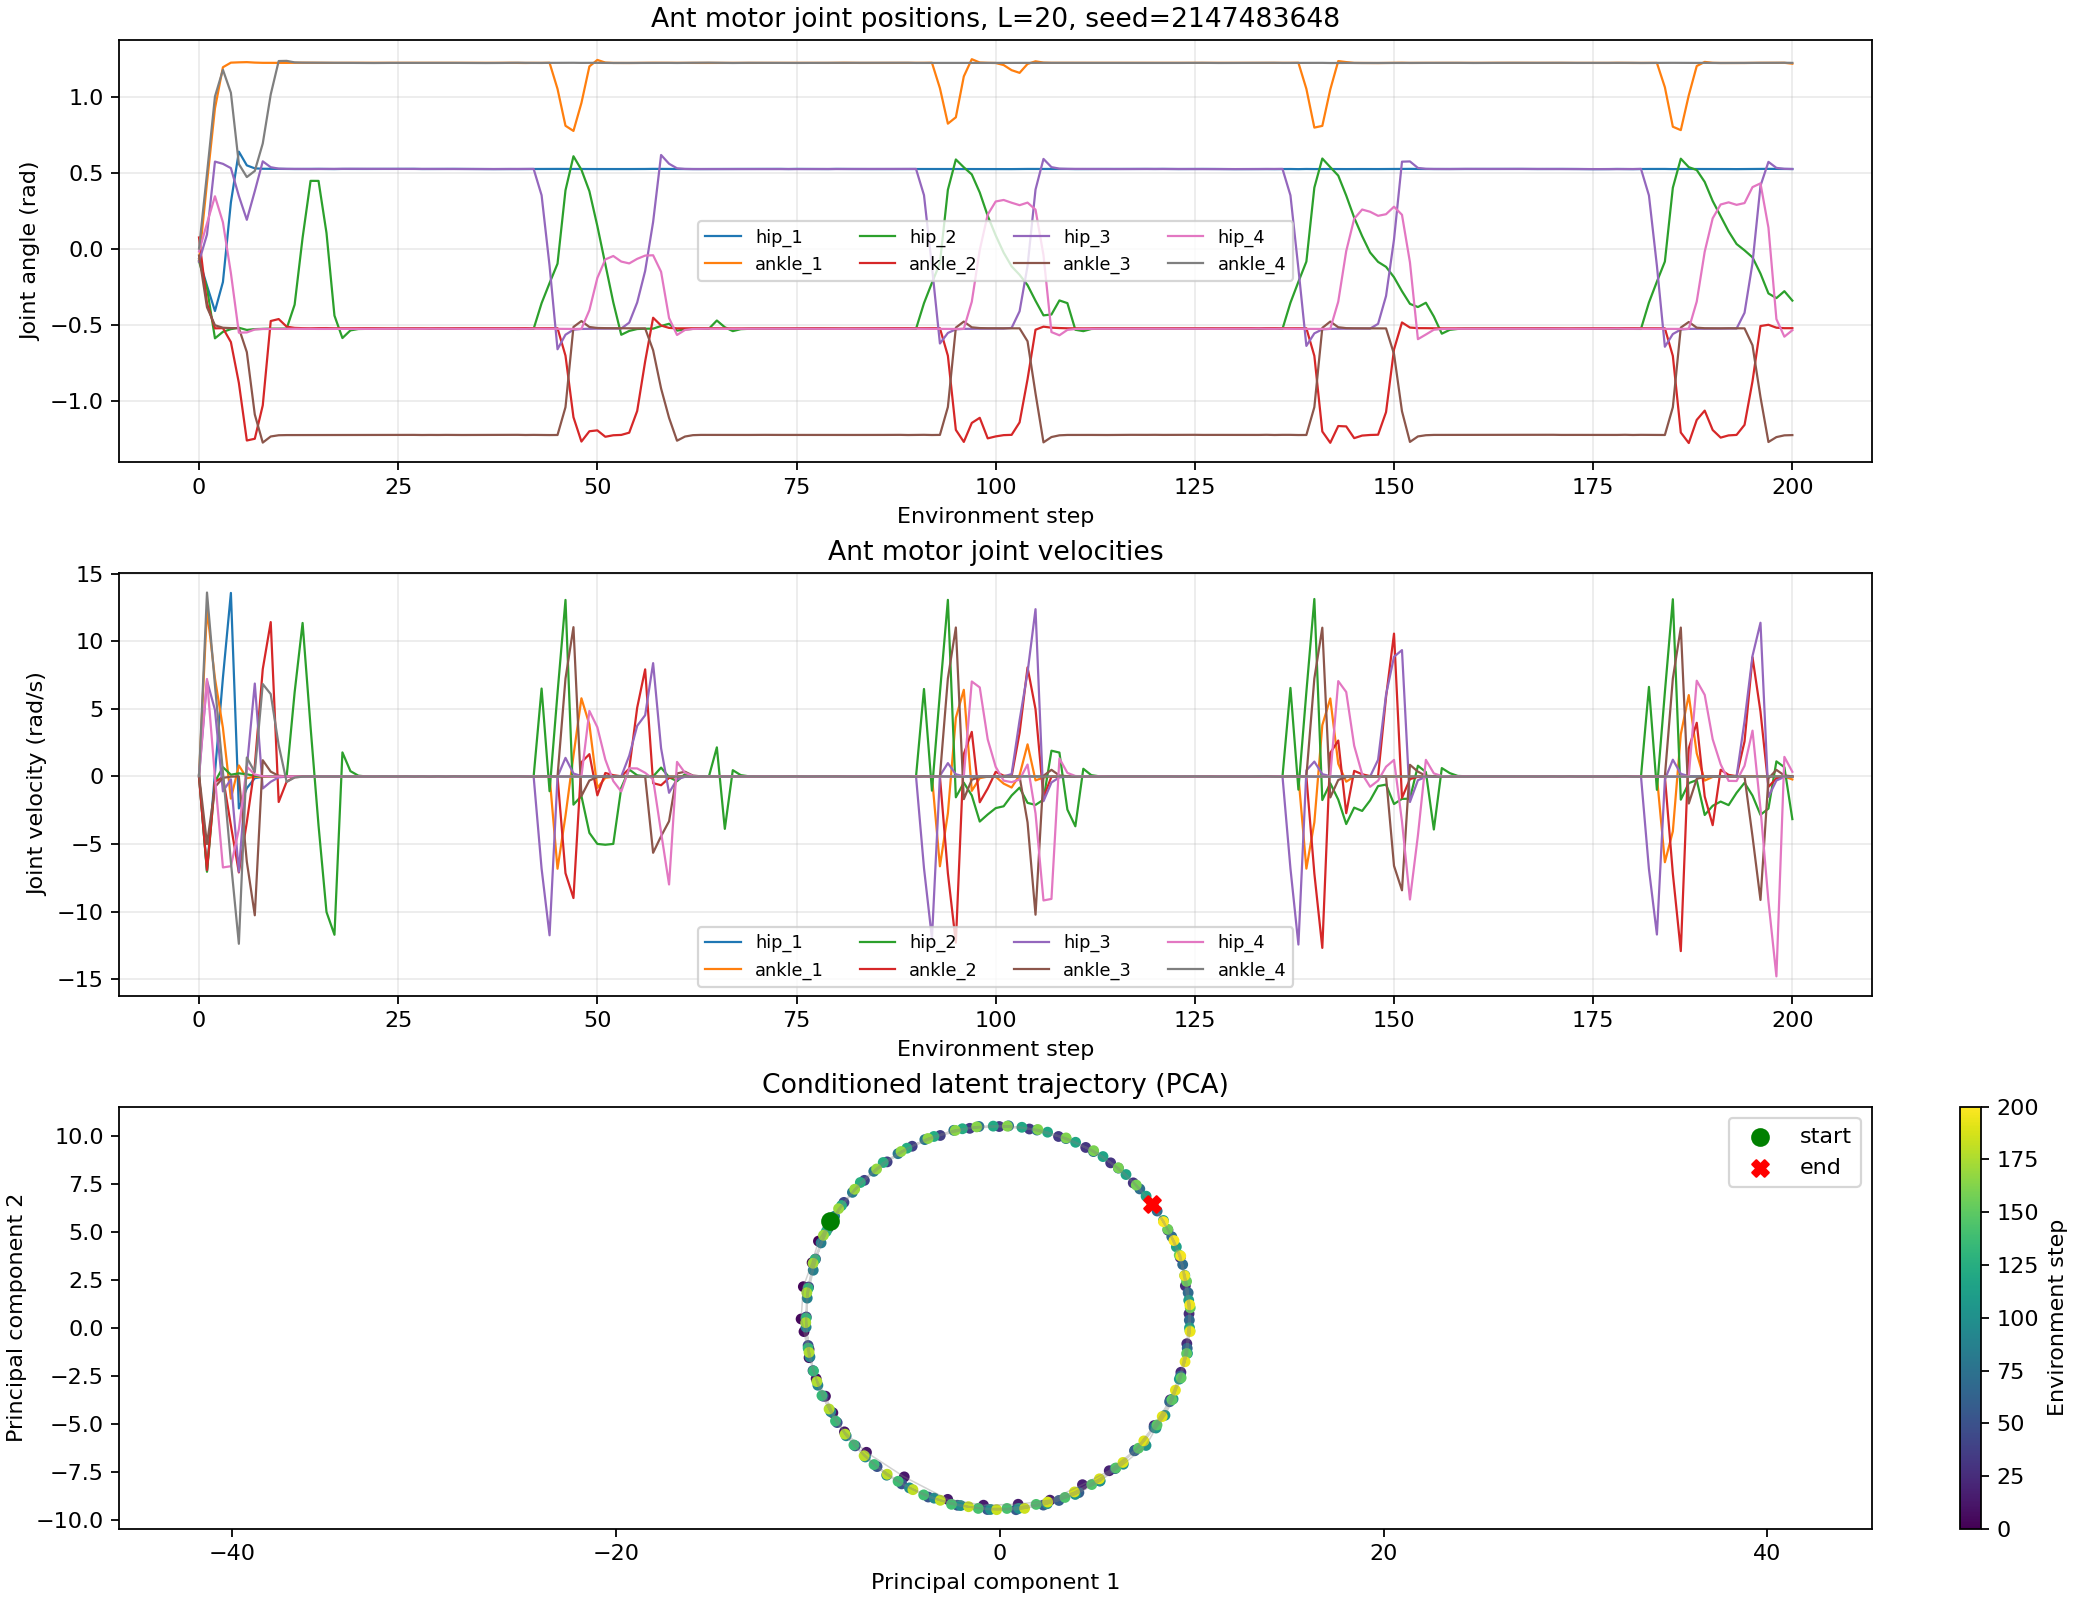 Ant motor joint positions, L=20, seed=2147483648
Joint angle (rad)
1.0
0.5
0.0
−0.5
−1.0
hip_1 hip_2 hip_3 hip_4
ankle_1 ankle_2 ankle_3 ankle_4
0 25 50 75 100 125 150 175 200
Environment step
Ant motor joint velocities
Joint velocity (rad/s)
15
10
5
0
−5
−10
−15
hip_1 hip_2 hip_3 hip_4
ankle_1 ankle_2 ankle_3 ankle_4
0 25 50 75 100 125 150 175 200
Environment step
Conditioned latent trajectory (PCA)
Principal component 2
10.0
7.5
5.0
2.5
0.0
−2.5
−5.0
−7.5
−10.0
start
end
−40 −20 0 20 40
Principal component 1
200
175
150
125
100
75
50
25
0
Environment step